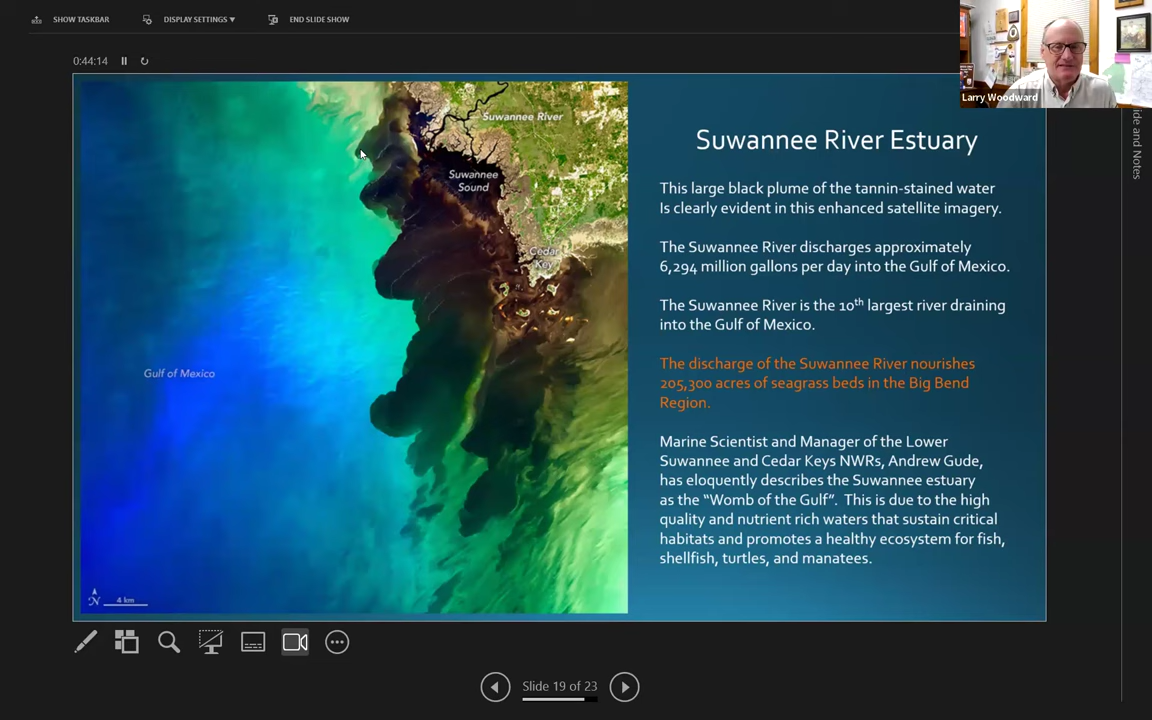 SHOW TASKBAR
DISPLAY SETTINGS ▼
END SLIDE SHOW
0:44:14
Larry Woodward
Suwannee River
Suwannee
Sound
Cedar
Key
Gulf of Mexico
N
4 km
Suwannee River Estuary
This large black plume of the tannin-stained water
Is clearly evident in this enhanced satellite imagery.
The Suwannee River discharges approximately
6,294 million gallons per day into the Gulf of Mexico.
The Suwannee River is the 10th largest river draining
into the Gulf of Mexico.
The discharge of the Suwannee River nourishes
205,300 acres of seagrass beds in the Big Bend
Region.
Marine Scientist and Manager of the Lower
Suwannee and Cedar Keys NWRs, Andrew Gude,
has eloquently describes the Suwannee estuary
as the “Womb of the Gulf”. This is due to the high
quality and nutrient rich waters that sustain critical
habitats and promotes a healthy ecosystem for fish,
shellfish, turtles, and manatees.
ide and Notes
Slide 19 of 23